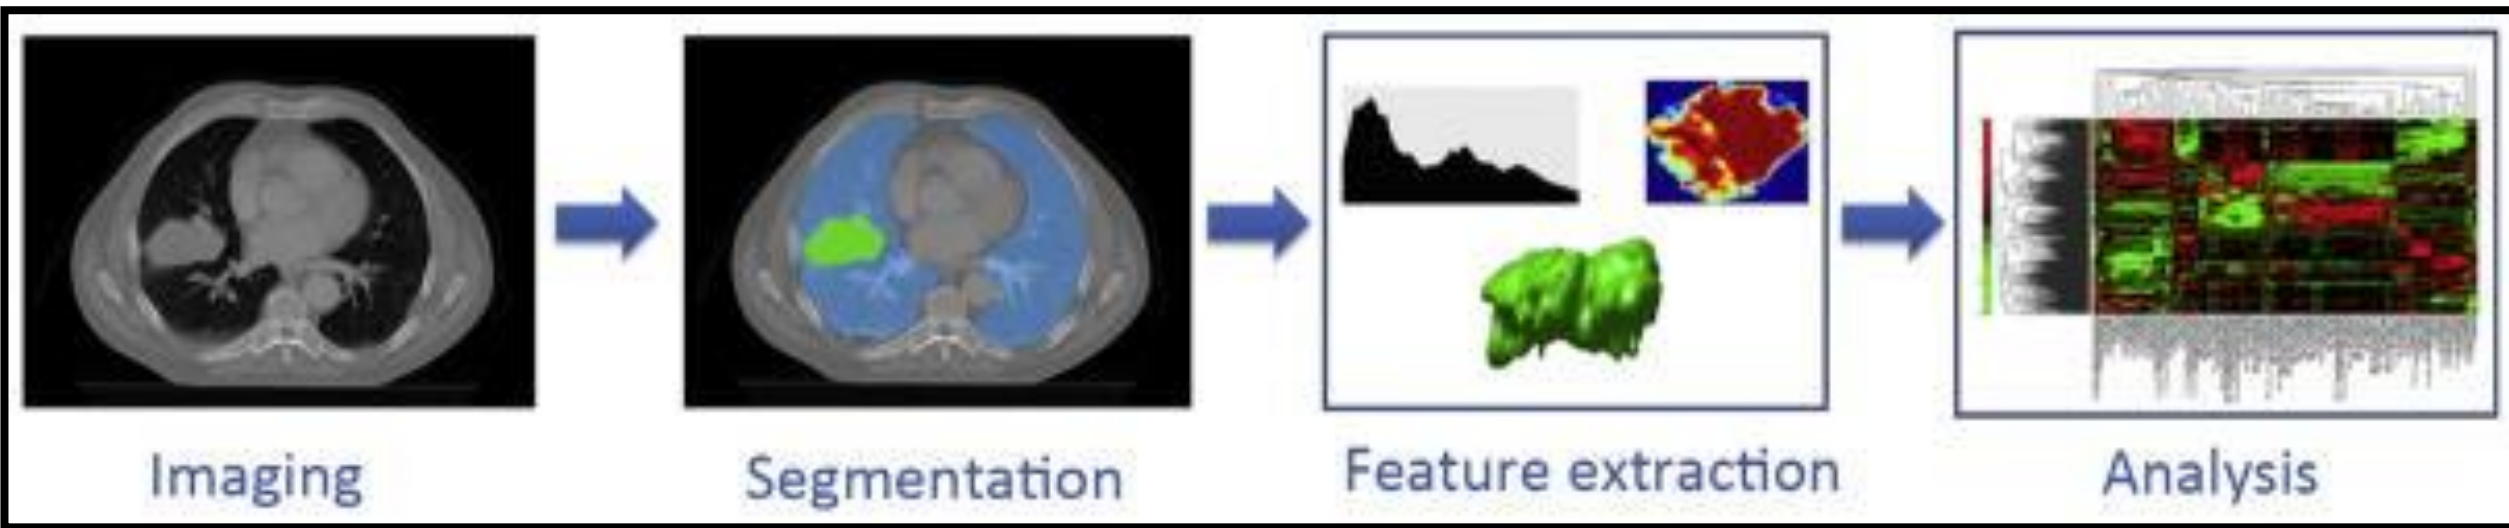 Imaging
Segmentation
Feature extraction
Analysis